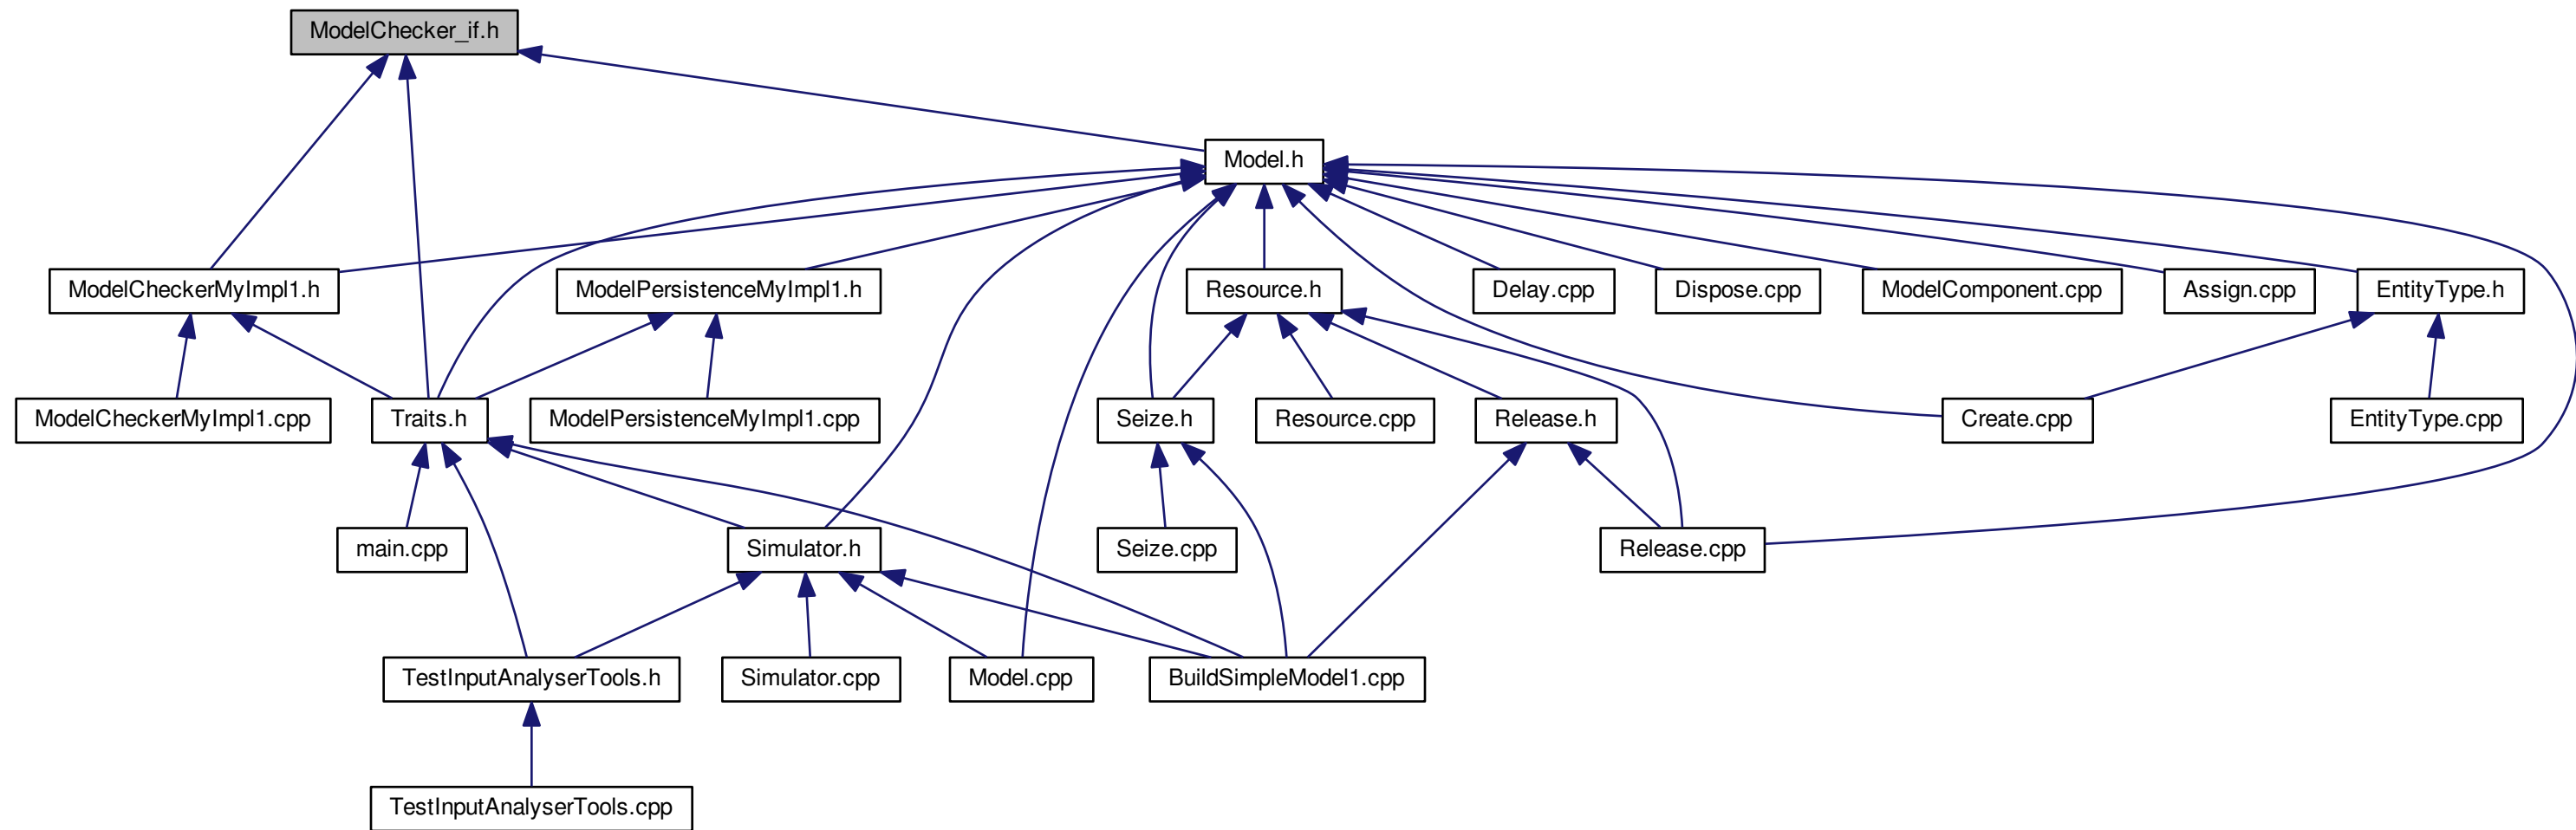 ModelChecker_if.h
Model.h
ModelCheckerMyImpl1.h
ModelPersistenceMyImpl1.h
Resource.h
Delay.cpp
Dispose.cpp
ModelComponent.cpp
Assign.cpp
EntityType.h
ModelCheckerMyImpl1.cpp
Traits.h
ModelPersistenceMyImpl1.cpp
Seize.h
Resource.cpp
Release.h
Create.cpp
EntityType.cpp
main.cpp
Simulator.h
Seize.cpp
Release.cpp
TestInputAnalyserTools.h
Simulator.cpp
Model.cpp
BuildSimpleModel1.cpp
TestInputAnalyserTools.cpp